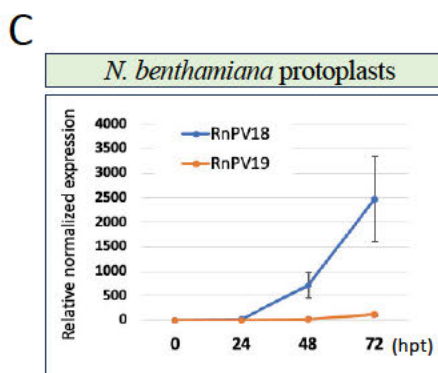 C
N. benthamiana protoplasts
Relative normalized expression
4000
3500
3000
2500
2000
1500
1000
500
0
RnPV18
RnPV19
0 24 48 72 (hpt)